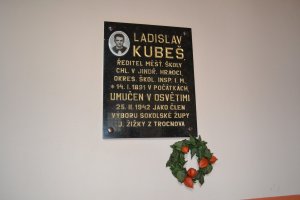 LADISLAV
KUBEŠ,
ŘEDITEL MĚŠŤ. ŠKOLY
CHL. V JINDŘ. HRADCI,
OKRES. ŠKOL. INSP. I. M.
* 14. I. 1891 V POČÁTKÁCH,
UMUČEN V OSVĚTIMI
25. II. 1942 JAKO ČLEN
VÝBORU SOKOLSKÉ ŽUPY
J. ŽIŽKY Z TROCNOVA